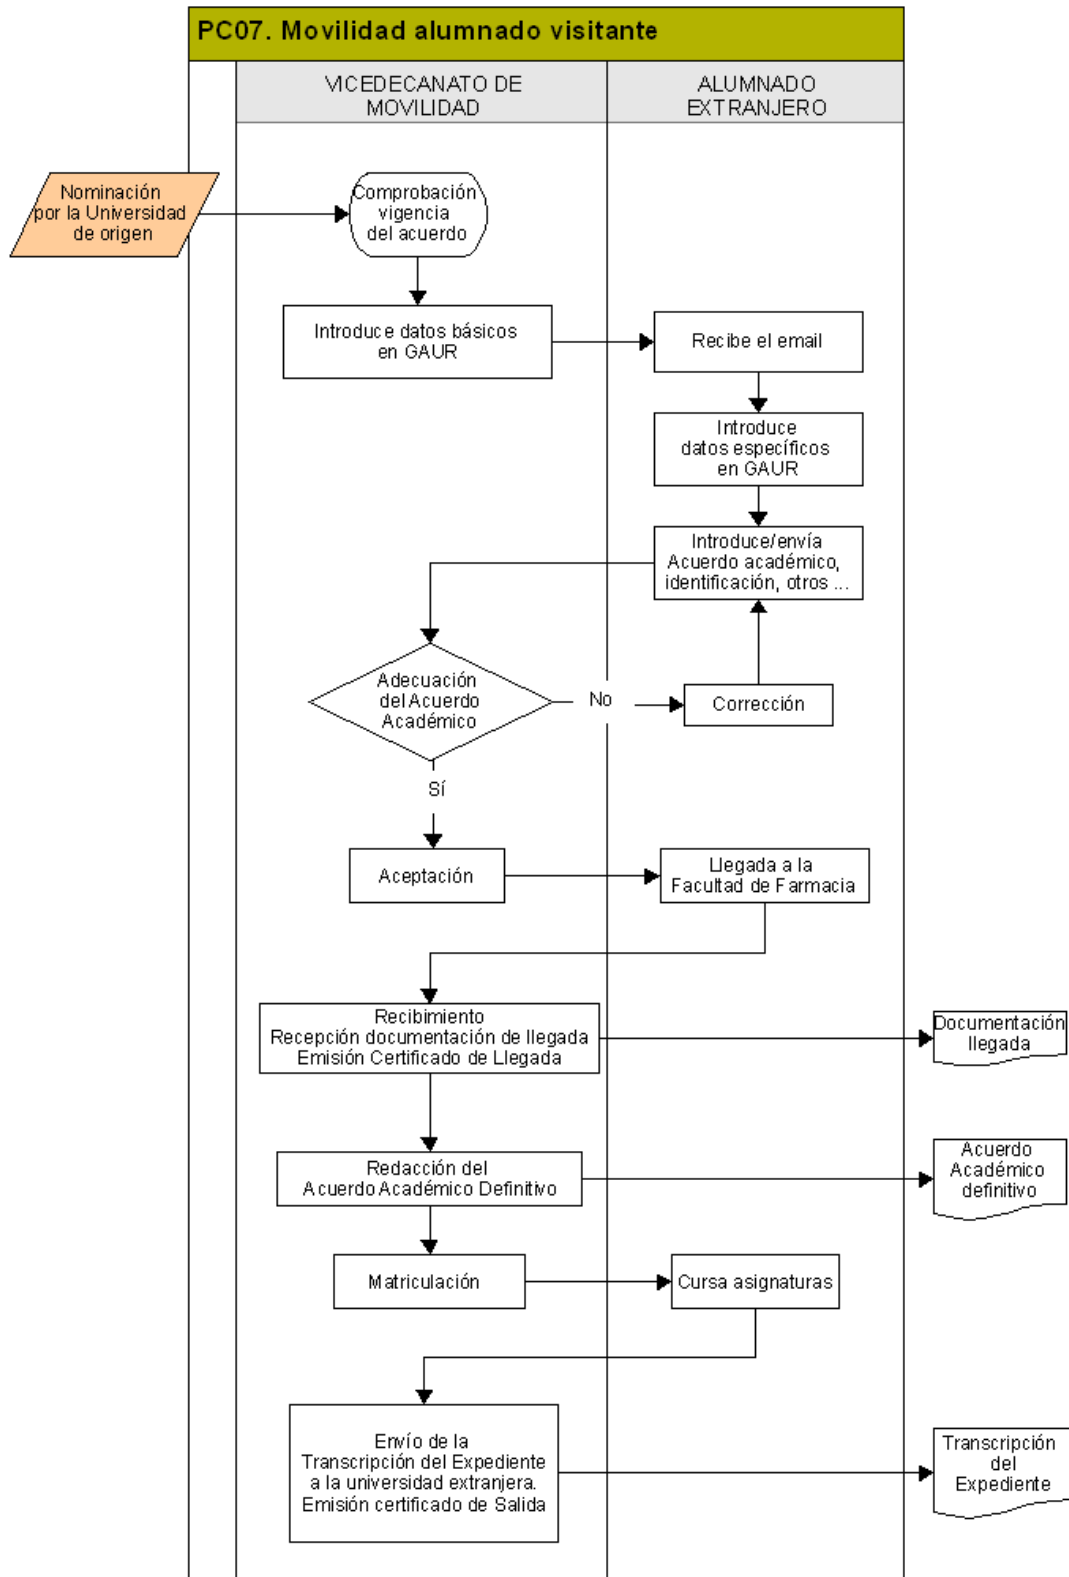 PC07. Movilidad alumnado visitante
VICEDECANATO DE
MOVILIDAD
ALUMNADO
EXTRANJERO
Nominación
por la Universidad
de origen
Comprobación
vigencia
del acuerdo
Introduce datos básicos
en GAUR
Recibe el email
Introduce
datos específicos
en GAUR
Introduce/envía
Acuerdo académico,
identificación, otros ...
Adecuación
del Acuerdo
Académico
No
Corrección
Sí
Aceptación
Llegada a la
Facultad de Farmacia
Recibimiento
Recepción documentación de llegada
Emisión Certificado de Llegada
Documentación
llegada
Redacción del
Acuerdo Académico Definitivo
Acuerdo
Académico
definitivo
Matriculación
Cursa asignaturas
Envío de la
Transcripción del Expediente
a la universidad extranjera.
Emisión certificado de Salida
Transcripción
del
Expediente